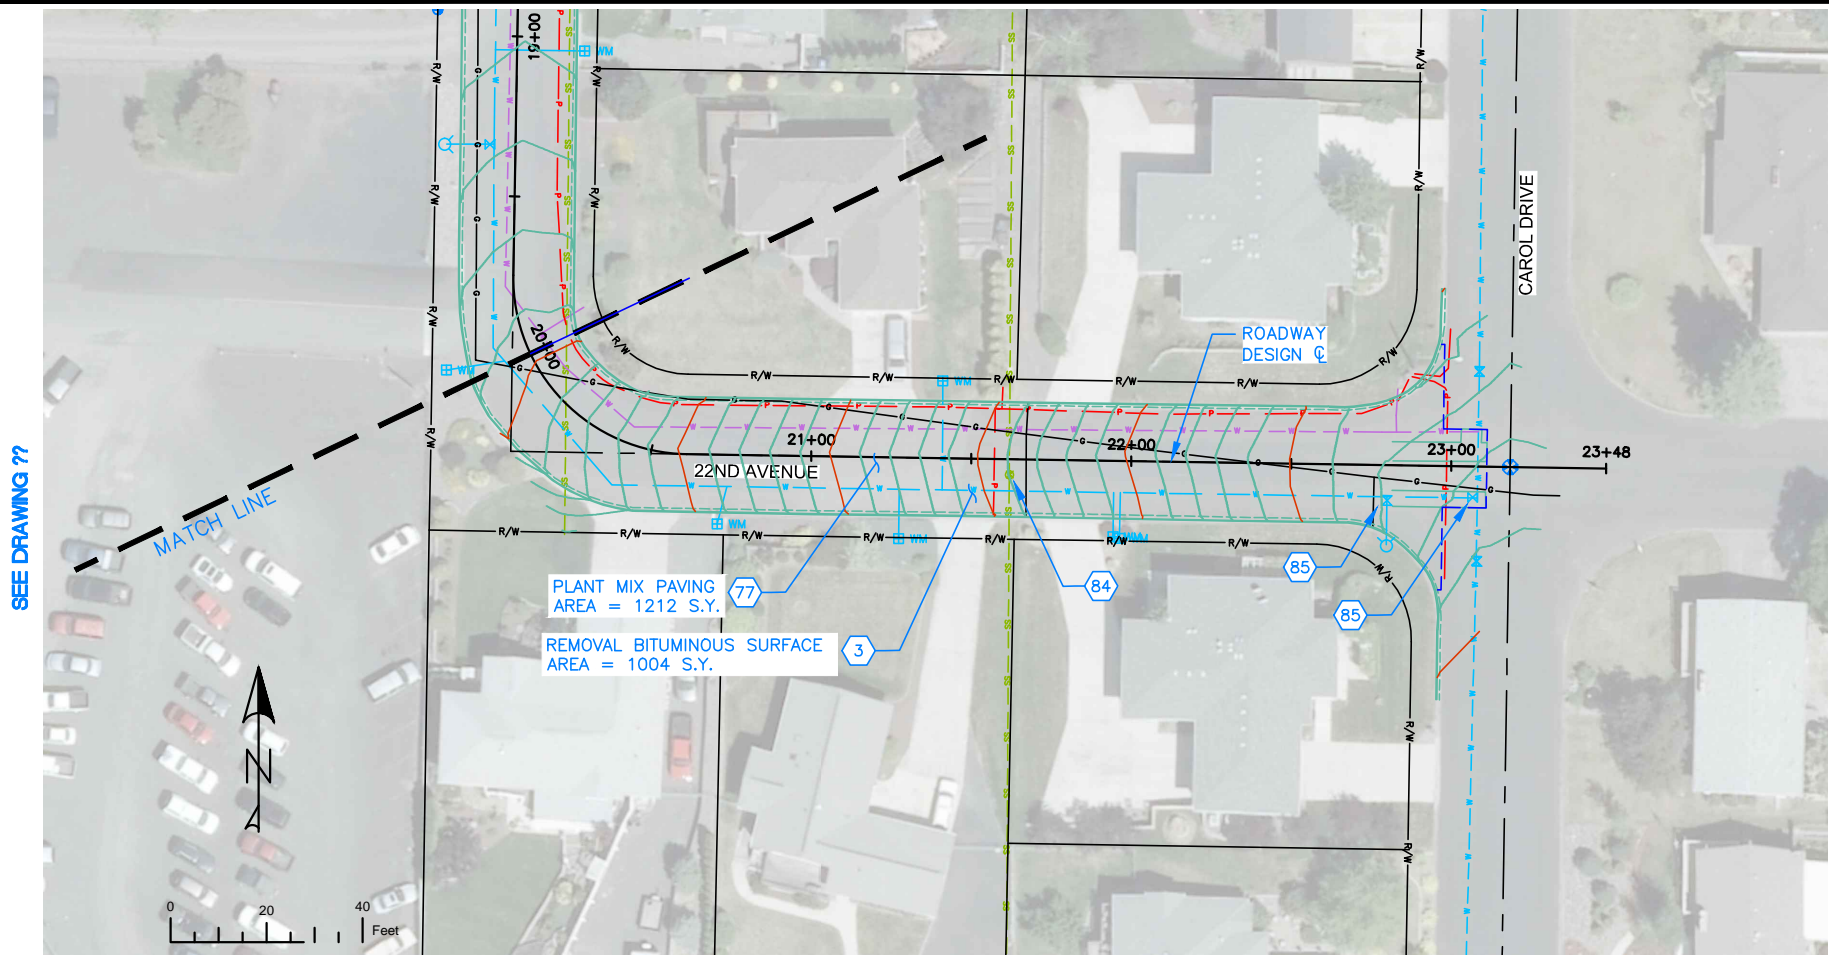 19+00
WM
R/W
R/W
CAROL DRIVE
20+00
ROADWAY
DESIGN ℄
WM
WM
R/W
R/W
R/W
R/W
R/W
21+00
22+00
23+00
23+48
22ND AVENUE
SEE DRAWING ??
MATCH LINE
WM
R/W
R/W
R/W
R/W
R/W
R/W
R/W
PLANT MIX PAVING
AREA = 1212 S.Y.
77
84
85
85
REMOVAL BITUMINOUS SURFACE
AREA = 1004 S.Y.
3
N
0
20
40
Feet